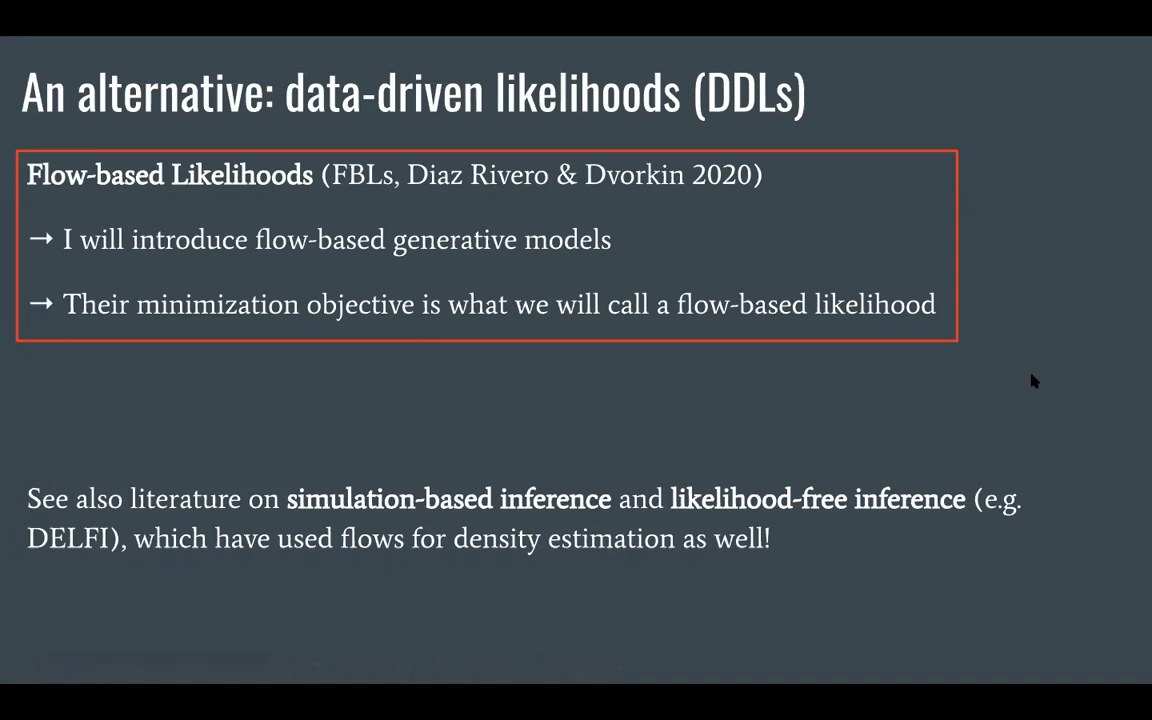 An alternative: data-driven likelihoods (DDLs)
Flow-based Likelihoods (FBLs, Diaz Rivero & Dvorkin 2020)
→ I will introduce flow-based generative models
→ Their minimization objective is what we will call a flow-based likelihood
See also literature on simulation-based inference and likelihood-free inference (e.g.
DELFI), which have used flows for density estimation as well!